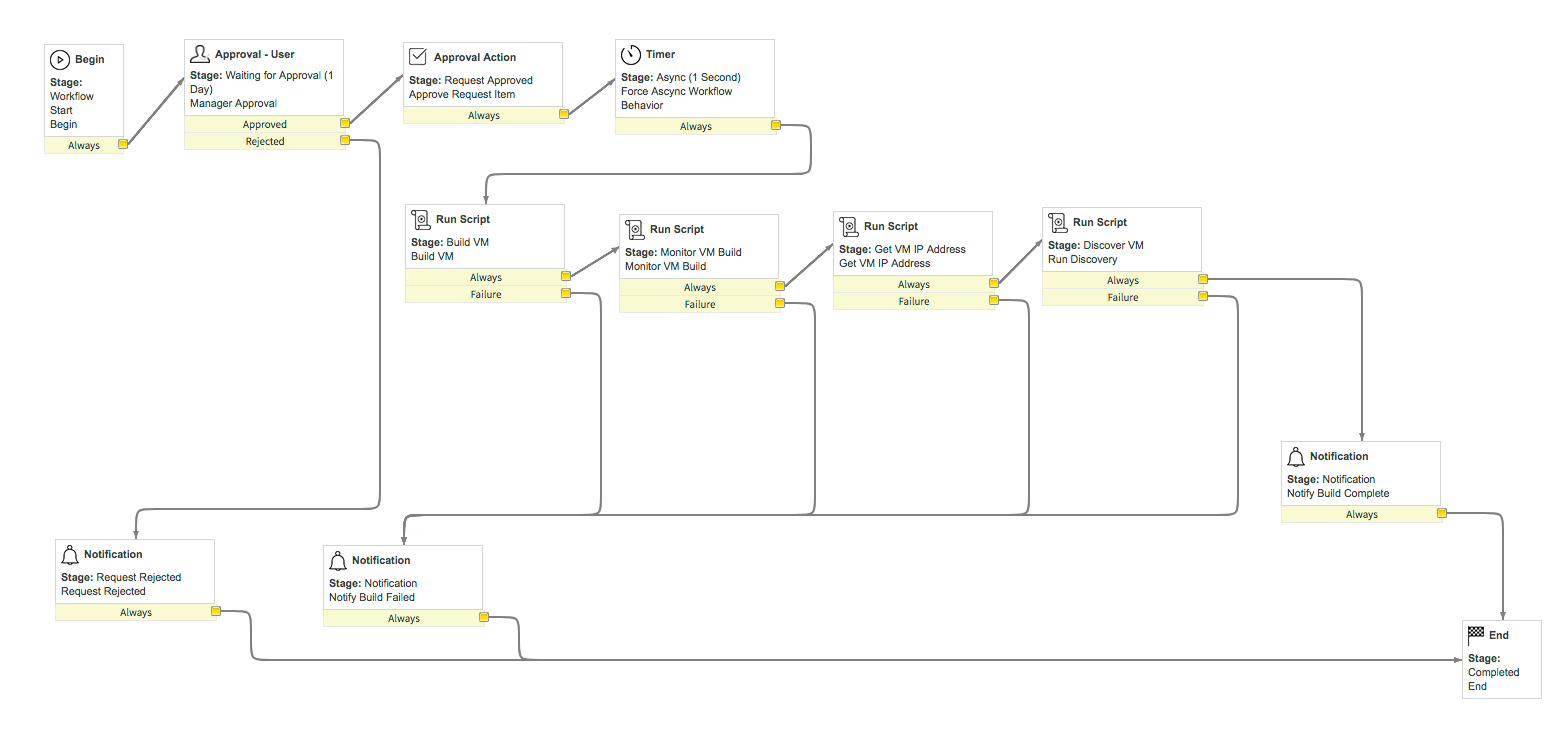 Begin
Stage:
Workflow
Start
Begin
Always
Approval - User
Stage: Waiting for Approval (1
Day)
Manager Approval
Approved
Rejected
Approval Action
Stage: Request Approved
Approve Request Item
Always
Timer
Stage: Async (1 Second)
Force Ascync Workflow
Behavior
Always
Run Script
Stage: Build VM
Build VM
Always
Failure
Run Script
Stage: Monitor VM Build
Monitor VM Build
Always
Failure
Run Script
Stage: Get VM IP Address
Get VM IP Address
Always
Failure
Run Script
Stage: Discover VM
Run Discovery
Always
Failure
Notification
Stage: Notification
Notify Build Complete
Always
Notification
Stage: Request Rejected
Request Rejected
Always
Notification
Stage: Notification
Notify Build Failed
Always
End
Stage:
Completed
End